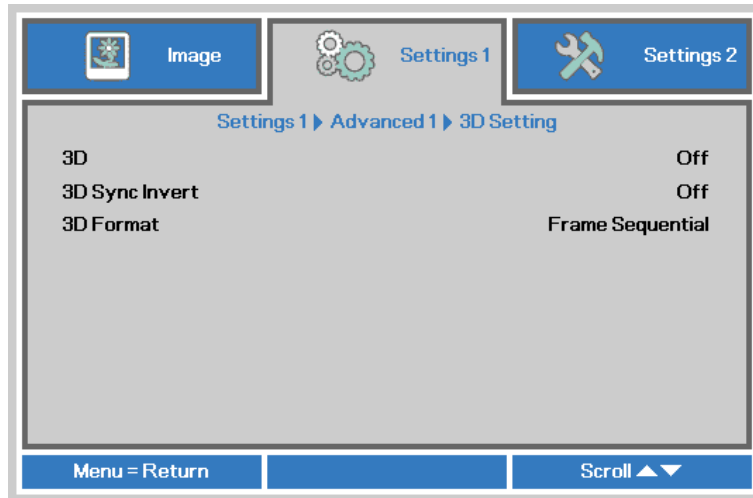 Image Settings 1 Settings 2
Settings 1 ▶ Advanced 1 ▶ 3D Setting
3D Off
3D Sync Invert Off
3D Format Frame Sequential
Menu = Return Scroll ▲▼